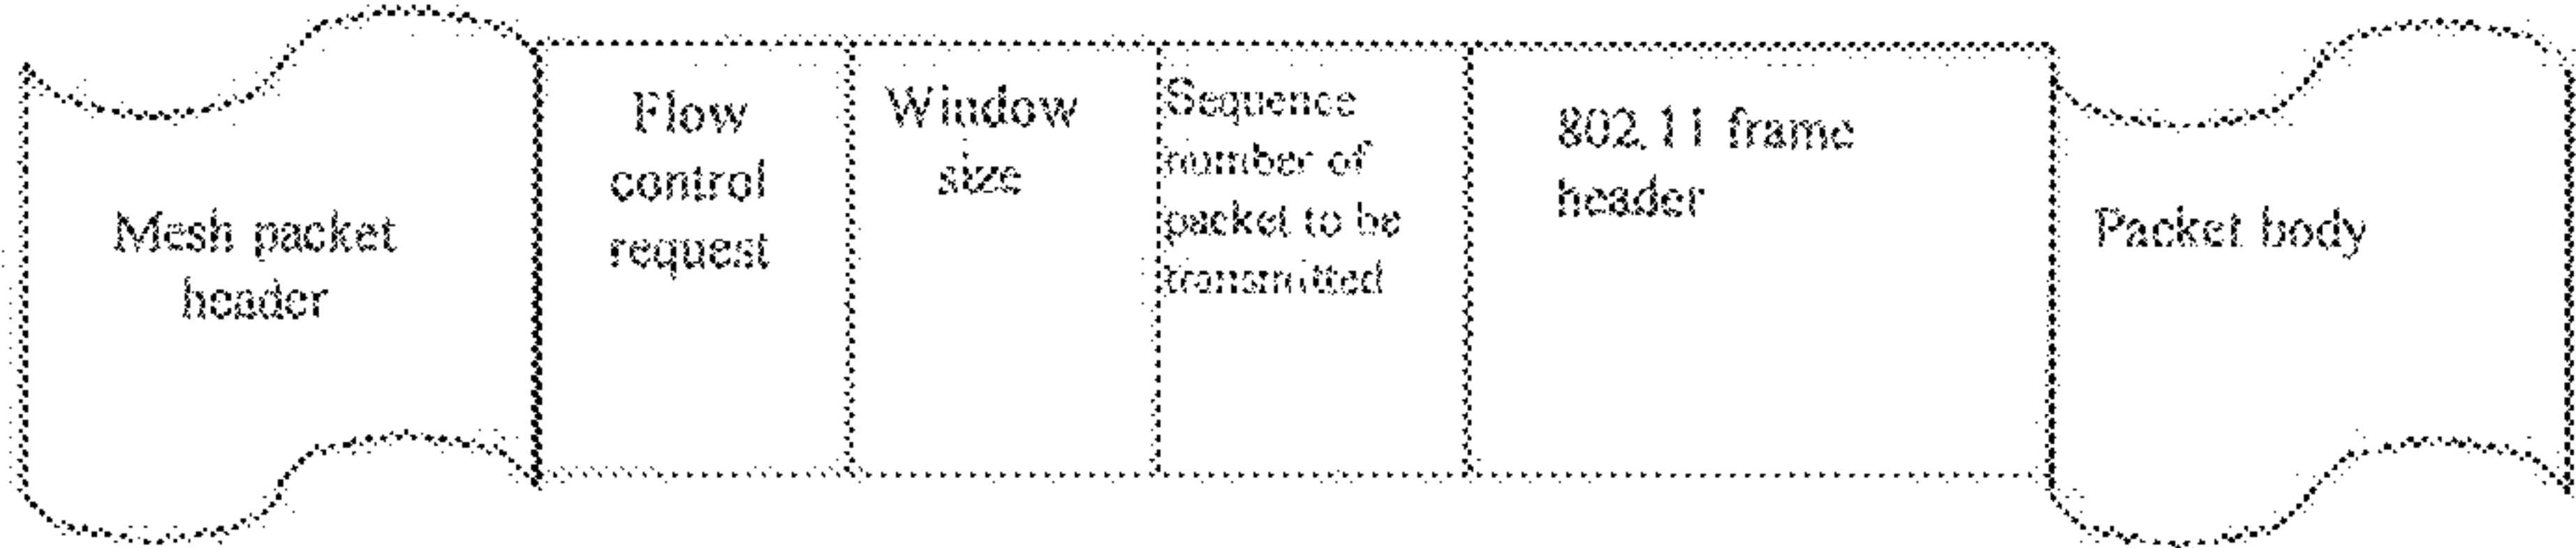 Mesh packet
header
Flow
control
request
Window
size
Sequence
number of
packet to be
transmitted
802.11 frame
header
Packet body